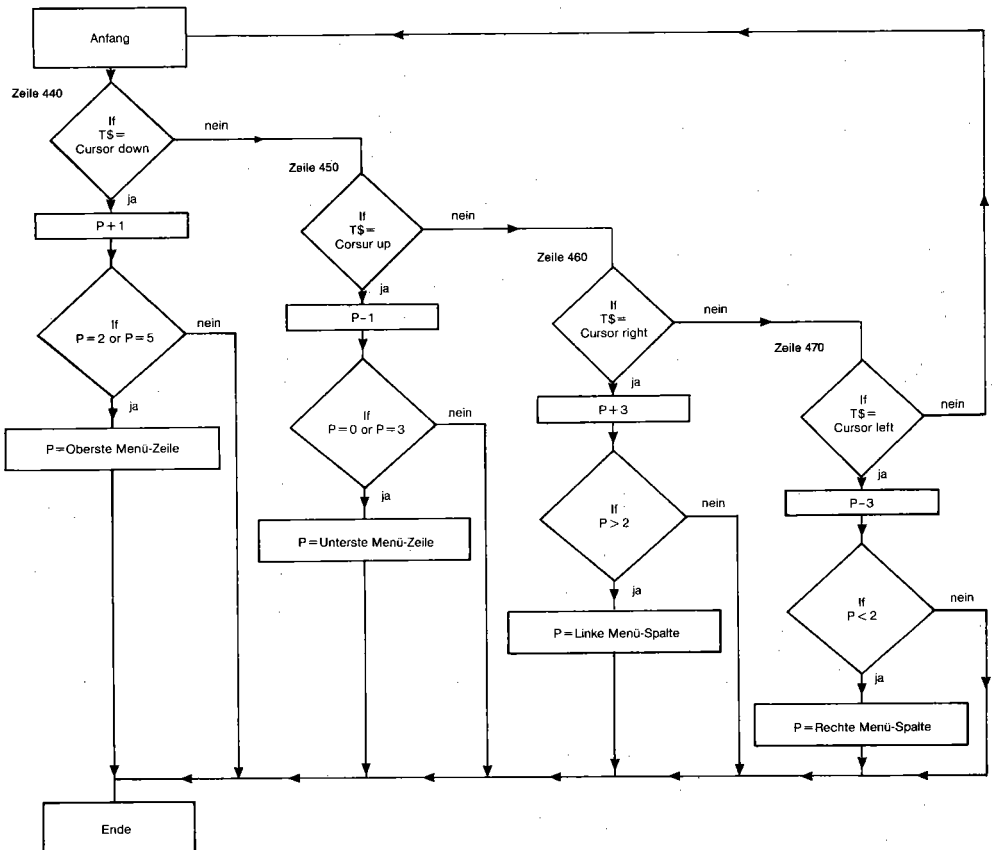 Anfang
Zeile 440
If
T$=
Cursor down
nein
ja
P+1
If
P=2 or P=5
nein
ja
P=Oberste Menü-Zeile
Zeile 450
If
T$=
Corsur up
nein
ja
P-1
If
P=0 or P=3
nein
ja
P=Unterste Menü-Zeile
Zeile 460
If
T$=
Cursor right
nein
ja
P+3
If
P>2
nein
ja
P=Linke Menü-Spalte
Zeile 470
If
T$=
Cursor left
nein
ja
P-3
If
P<2
nein
ja
P=Rechte Menü-Spalte
Ende